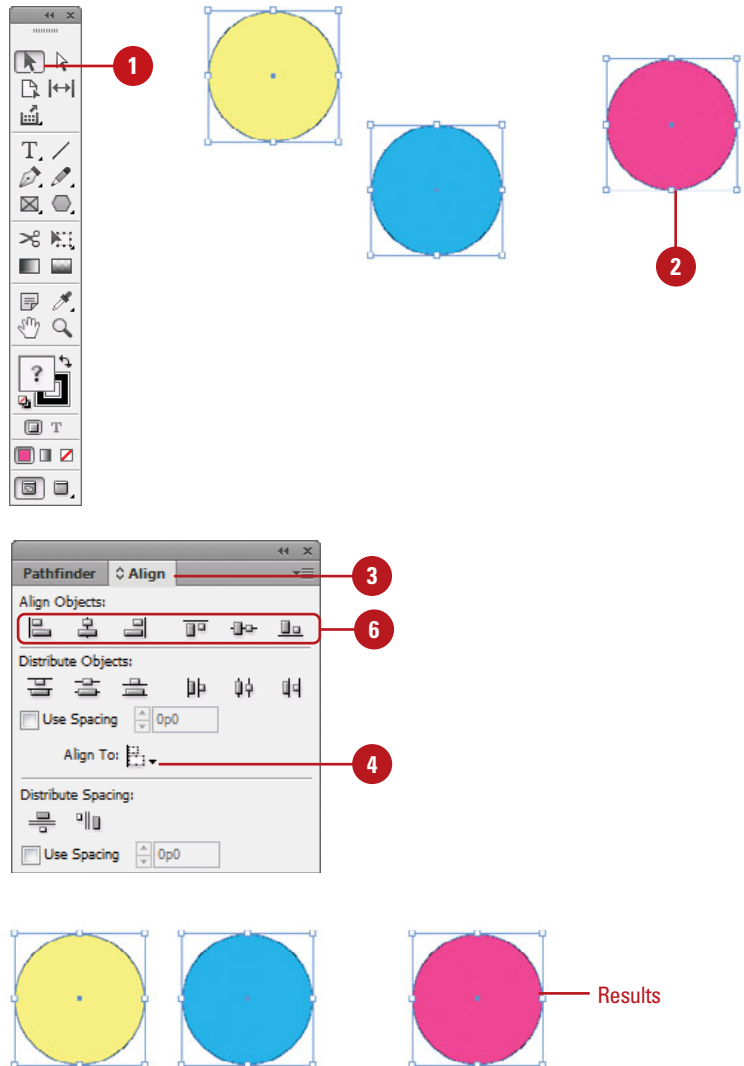 1
2
T
?
T
Pathfinder
Align
3
Align Objects:
6
Distribute Objects:
Use Spacing
0p0
Align To:
4
Distribute Spacing:
Use Spacing
0p0
Results